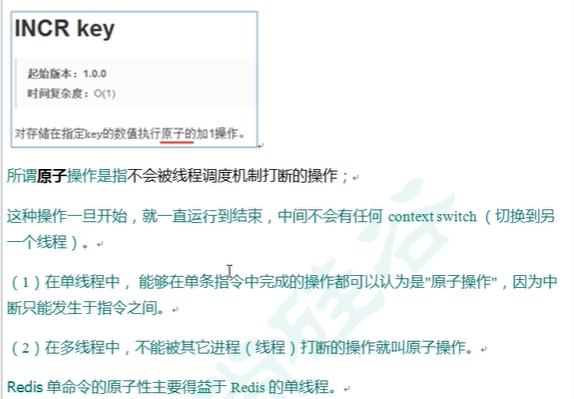 INCR key
起始版本：1.0.0
时间复杂度：O(1)
对存储在指定key的数值执行原子的加1操作。
所谓原子操作是指不会被线程调度机制打断的操作；
这种操作一旦开始，就一直运行到结束，中间不会有任何 context switch （切换到另
一个线程）。
（1）在单线程中， 能够在单条指令中完成的操作都可以认为是"原子操作"，因为中
断只能发生于指令之间。
（2）在多线程中，不能被其它进程（线程）打断的操作就叫原子操作。
Redis 单命令的原子性主要得益于 Redis 的单线程。
尚硅谷